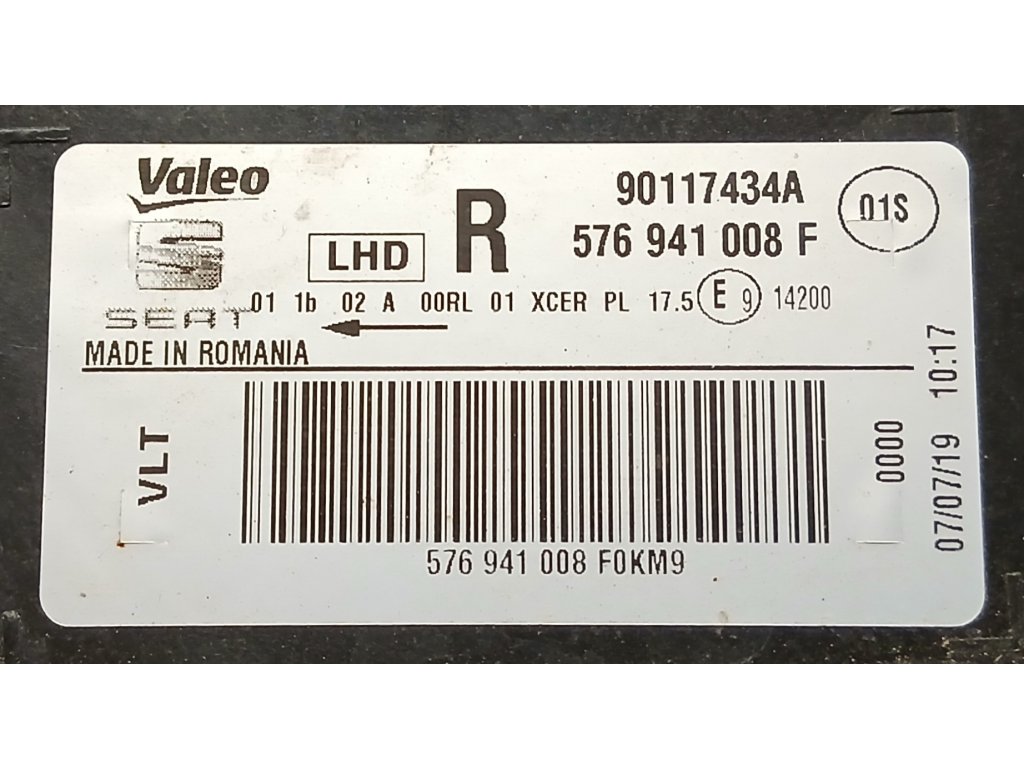 Valeo
SEAT
LHD
R
90117434A
576 941 008 F
01S
01 1b 02 A 00RL 01 XCER PL 17.5 E 9 14200
MADE IN ROMANIA
VLT
0000
07/07/19 10:17
576 941 008 F0KM9